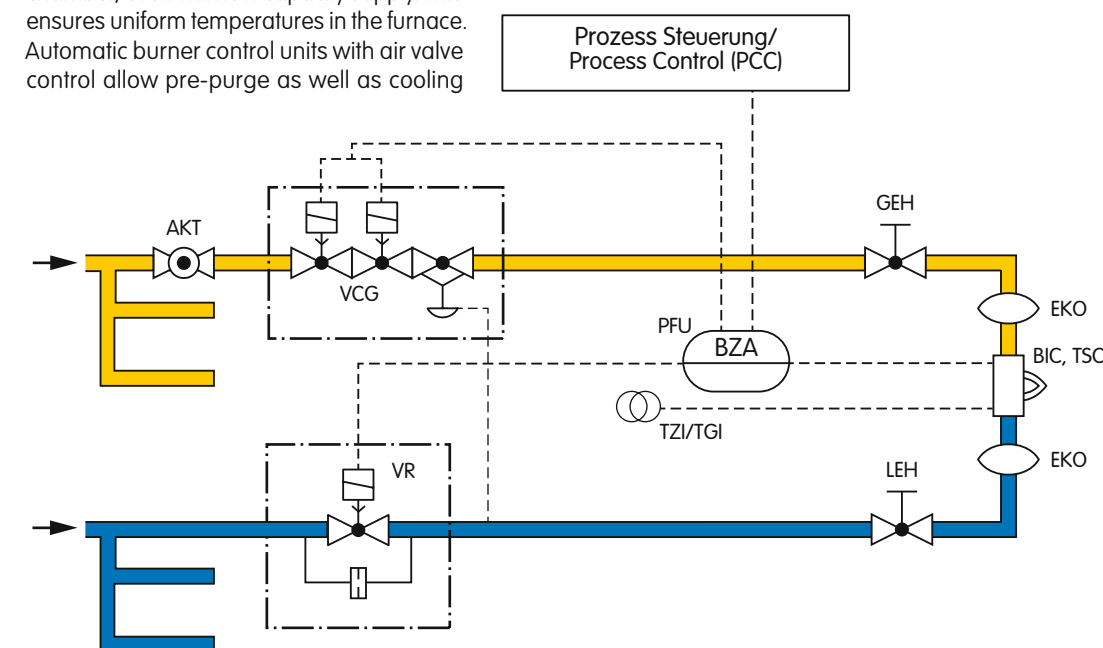 ensures uniform temperatures in the furnace.
Automatic burner control units with air valve
control allow pre-purge as well as cooling
Prozess Steuerung/
Process Control (PCC)
AKT
GEH
VCG
EKO
PFU
BZA
BIC, TSC
TZI/TGI
VR
LEH
EKO